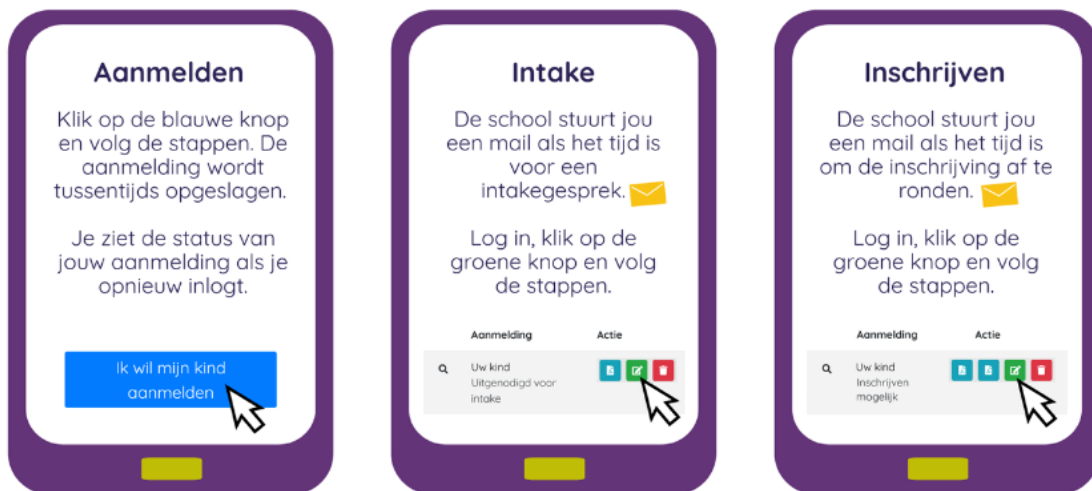 Aanmelden
Klik op de blauwe knop
en volg de stappen. De
aanmelding wordt
tussentijds opgeslagen.
Je ziet de status van
jouw aanmelding als je
opnieuw inlogt.
Ik wil mijn kind
aanmelden
Intake
De school stuurt jou
een mail als het tijd is
voor een
intakegesprek.
Log in, klik op de
groene knop en volg
de stappen.
Aanmelding Actie
Uw kind
Uitgenodigd voor
intake
Inschrijven
De school stuurt jou
een mail als het tijd is
om de inschrijving af te
ronden.
Log in, klik op de
groene knop en volg
de stappen.
Aanmelding Actie
Uw kind
Inschrijven
mogelijk